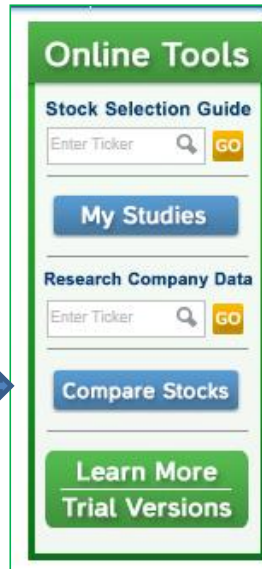 Online Tools
Stock Selection Guide
Enter Ticker
GO
My Studies
Research Company Data
Enter Ticker
GO
Compare Stocks
Learn More
Trial Versions